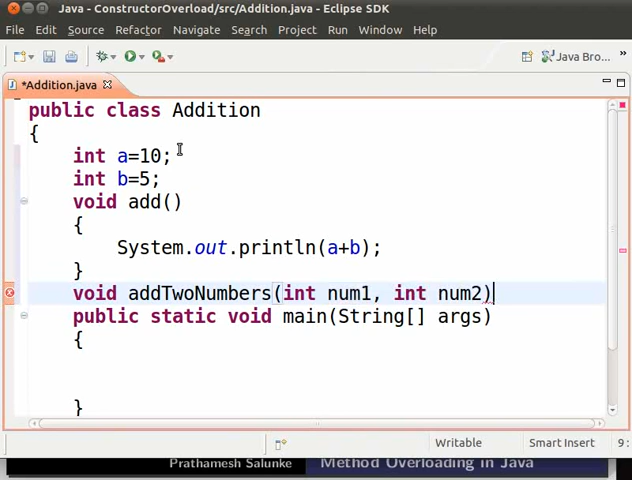 Java - ConstructorOverload/src/Addition.java - Eclipse SDK
File Edit Source Refactor Navigate Search Project Run Window Help
Java Bro... »
*Addition.java
public class Addition
{
int a=10;
int b=5;
void add()
{
System.out.println(a+b);
}
void addTwoNumbers(int num1, int num2)
public static void main(String[] args)
{
}
Writable Smart Insert 9:
Prathamesh Salunke Method Overloading in Java